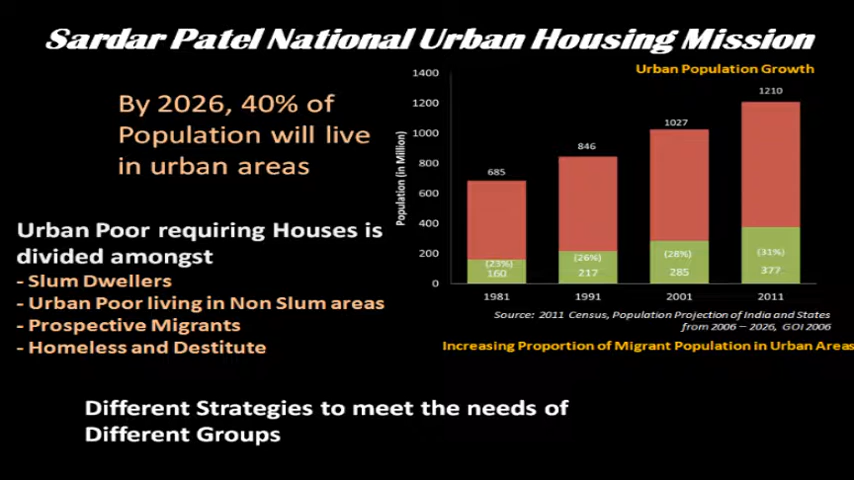 Sardar Patel National Urban Housing Mission
By 2026, 40% of
Population will live
in urban areas
Urban Poor requiring Houses is
divided amongst
- Slum Dwellers
- Urban Poor living in Non Slum areas
- Prospective Migrants
- Homeless and Destitute
Urban Population Growth
Population (in Million)
1400
1200
1000
800
600
400
200
0
685
846
1027
1210
(23%)
(26%)
(28%)
(31%)
160
217
285
377
1981
1991
2001
2011
Source: 2011 Census, Population Projection of India and States
from 2006 – 2026, GOI 2006
Increasing Proportion of Migrant Population in Urban Areas
Different Strategies to meet the needs of
Different Groups